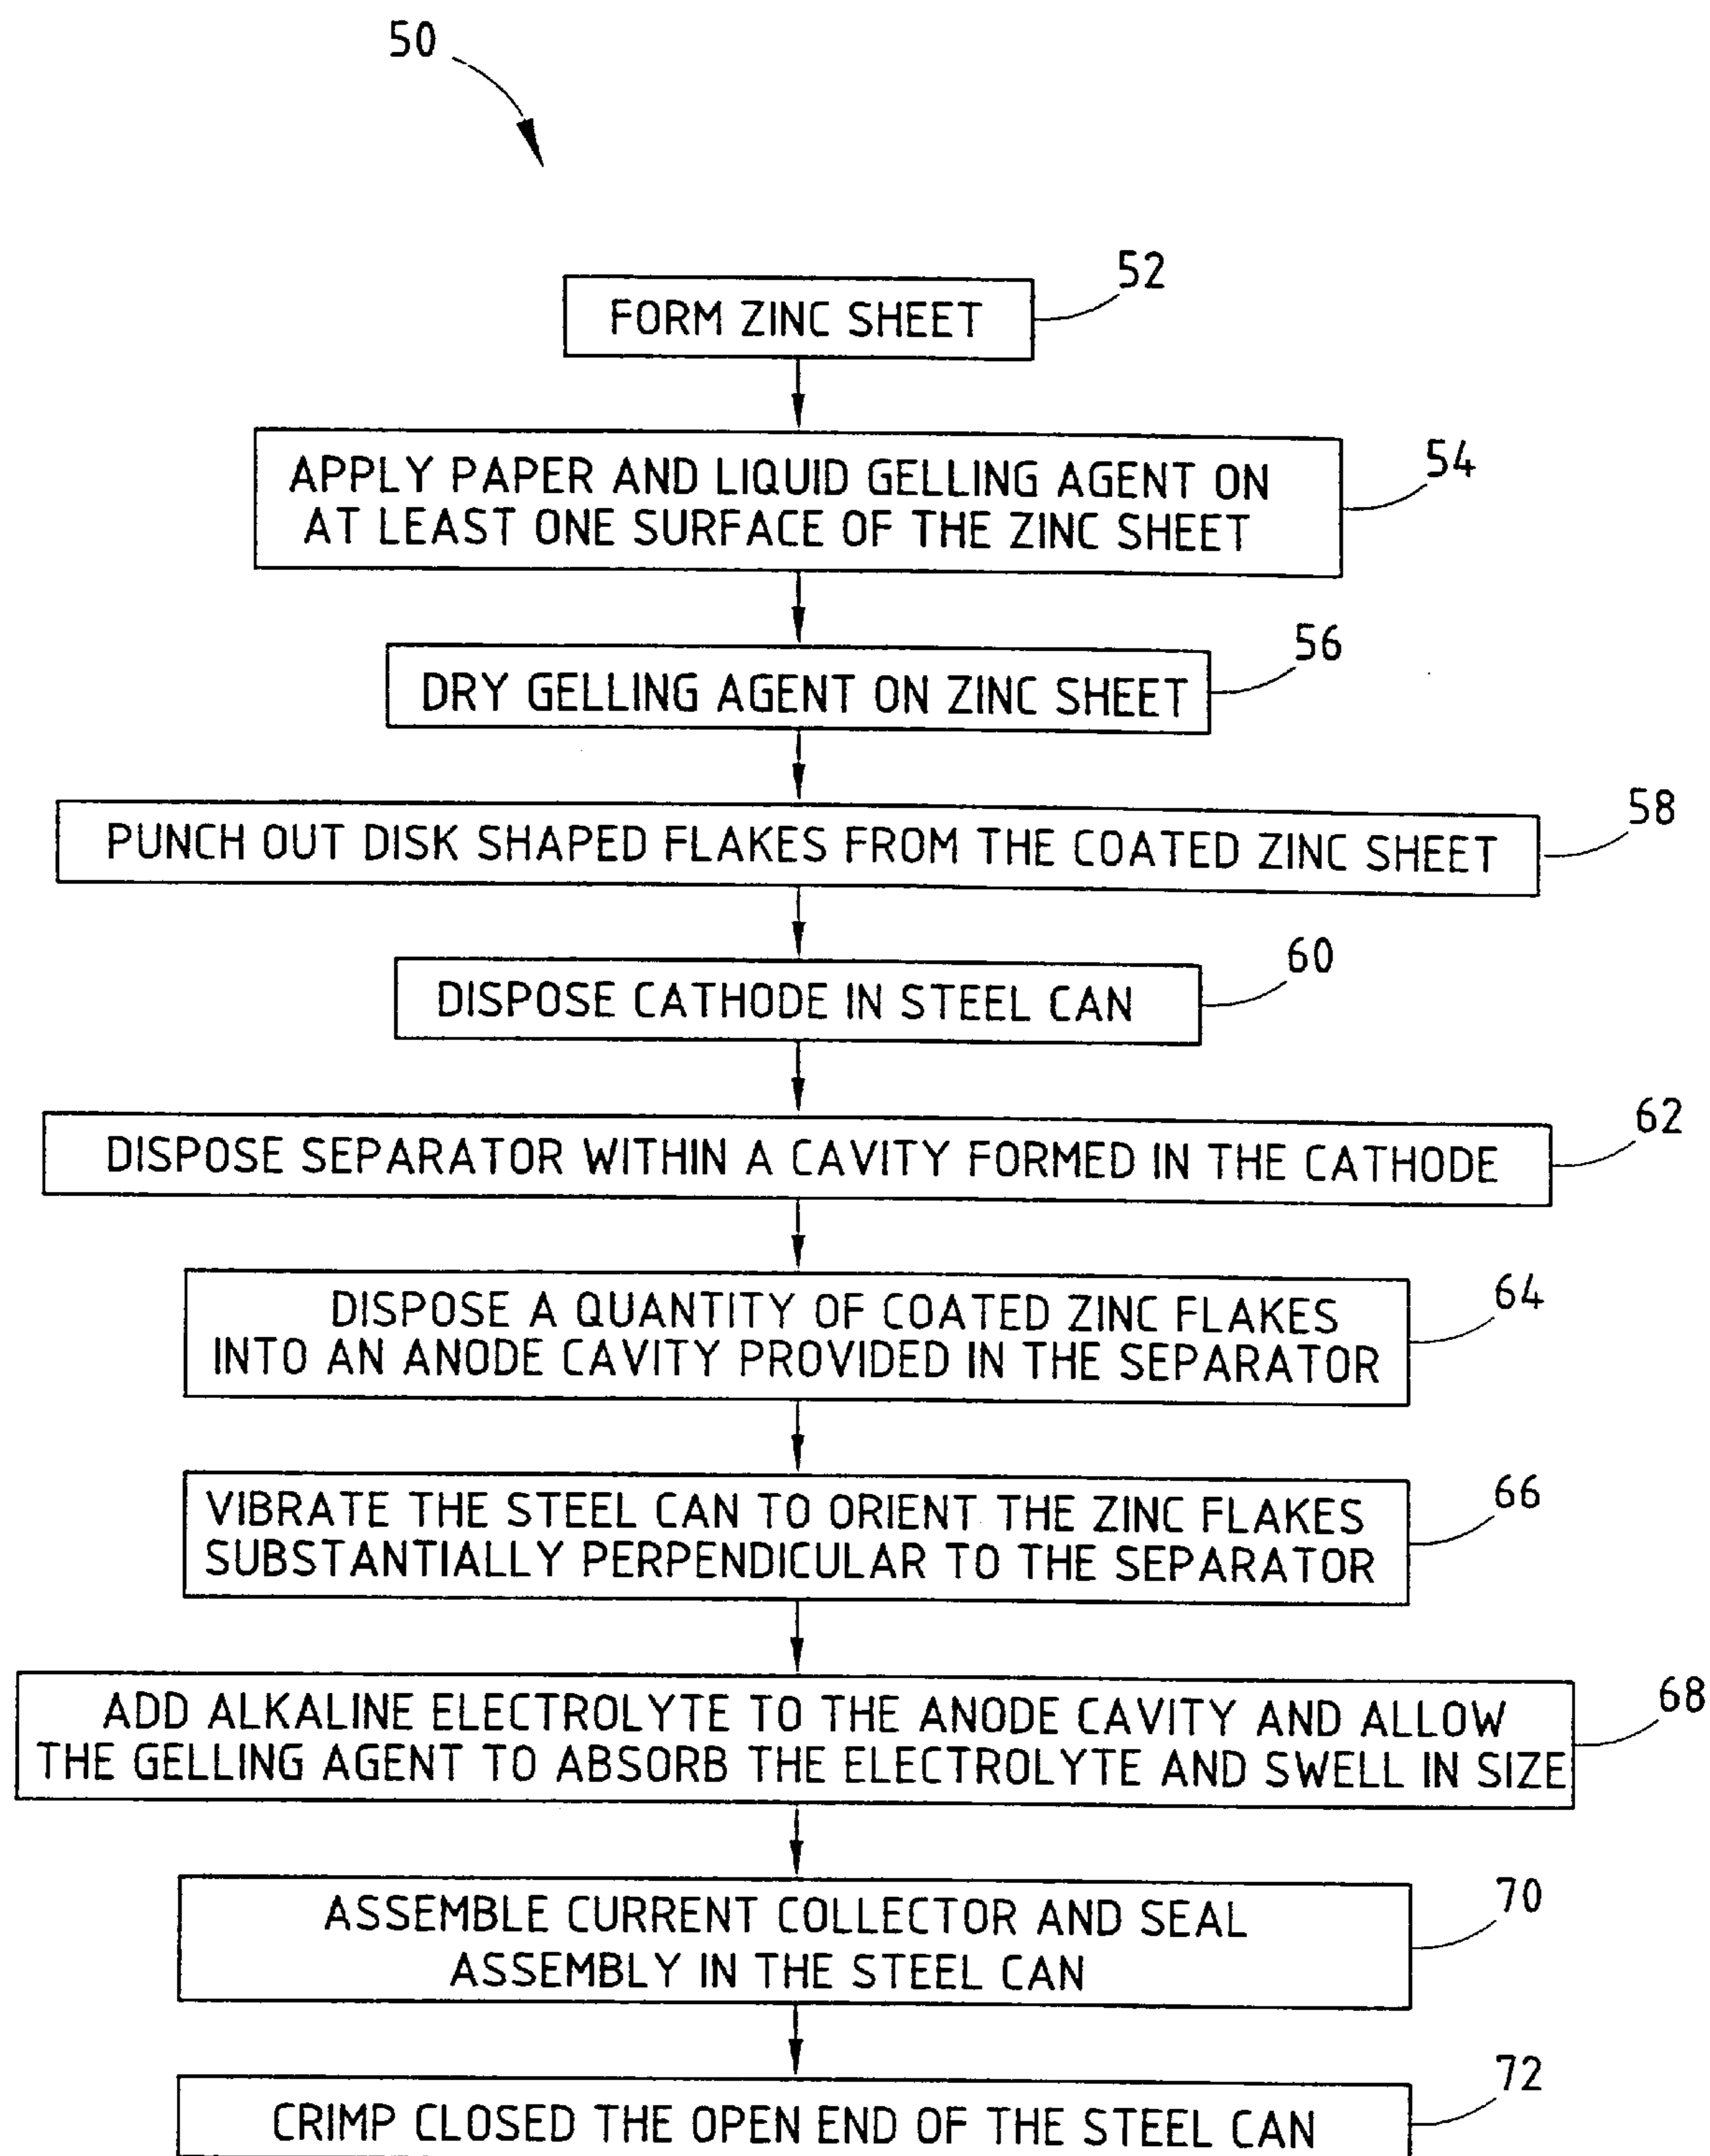 50
FORM ZINC SHEET
52
APPLY PAPER AND LIQUID GELLING AGENT ON
AT LEAST ONE SURFACE OF THE ZINC SHEET
54
DRY GELLING AGENT ON ZINC SHEET
56
PUNCH OUT DISK SHAPED FLAKES FROM THE COATED ZINC SHEET
58
DISPOSE CATHODE IN STEEL CAN
60
DISPOSE SEPARATOR WITHIN A CAVITY FORMED IN THE CATHODE
62
DISPOSE A QUANTITY OF COATED ZINC FLAKES
INTO AN ANODE CAVITY PROVIDED IN THE SEPARATOR
64
VIBRATE THE STEEL CAN TO ORIENT THE ZINC FLAKES
SUBSTANTIALLY PERPENDICULAR TO THE SEPARATOR
66
ADD ALKALINE ELECTROLYTE TO THE ANODE CAVITY AND ALLOW
THE GELLING AGENT TO ABSORB THE ELECTROLYTE AND SWELL IN SIZE
68
ASSEMBLE CURRENT COLLECTOR AND SEAL
ASSEMBLY IN THE STEEL CAN
70
CRIMP CLOSED THE OPEN END OF THE STEEL CAN
72